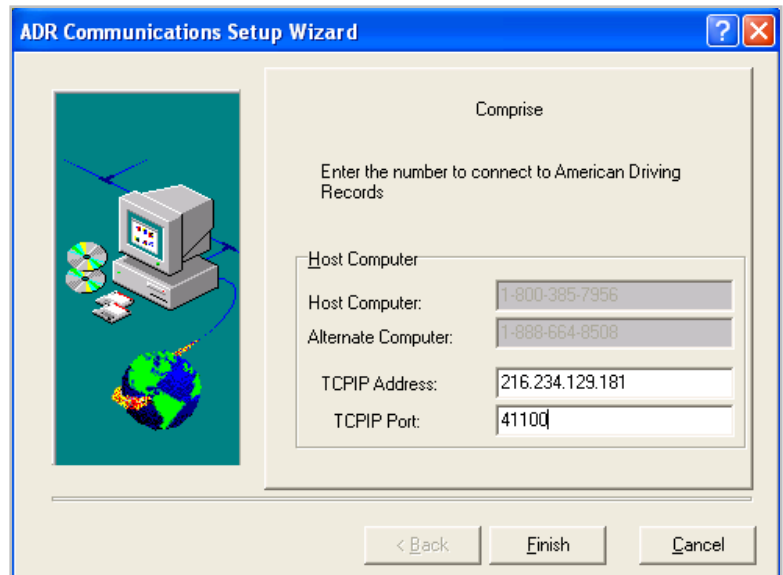 ADR Communications Setup Wizard
Comprise
Enter the number to connect to American Driving
Records
Host Computer
Host Computer: 1-800-385-7956
Alternate Computer: 1-888-664-8508
TCPIP Address: 216.234.129.181
TCPIP Port: 41100
< Back Finish Cancel